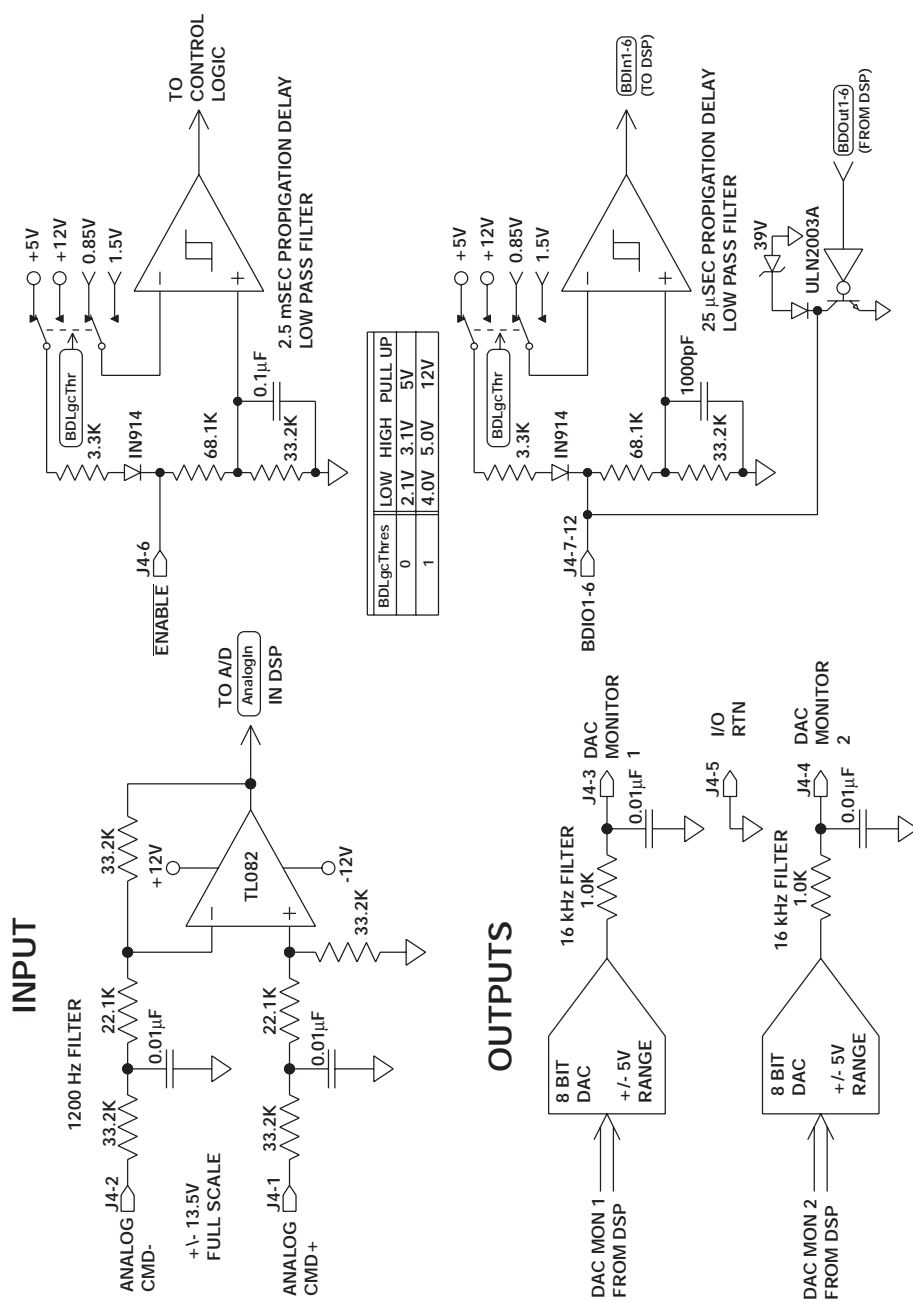 INPUT
1200 Hz FILTER
ANALOG
CMD-
J4-2
33.2K
22.1K
0.01µF
33.2K
+\- 13.5V
FULL SCALE
ANALOG
CMD+
J4-1
33.2K
22.1K
0.01µF
33.2K
+12V
TL082
-12V
−
+
TO A/D
AnalogIn
IN DSP
ENABLE
J4-6
+5V
+12V
0.85V
1.5V
BDLgcThr
3.3K
IN914
68.1K
33.2K
0.1µF
−
+
TO
CONTROL
LOGIC
2.5 mSEC PROPIGATION DELAY
LOW PASS FILTER
BDLgcThres LOW HIGH PULL UP
0 2.1V 3.1V 5V
1 4.0V 5.0V 12V
OUTPUTS
DAC MON 1
FROM DSP
8 BIT
DAC
+/- 5V
RANGE
16 kHz FILTER
1.0K
0.01µF
J4-3
DAC
MONITOR
1
J4-5
I/O
RTN
DAC MON 2
FROM DSP
8 BIT
DAC
+/- 5V
RANGE
16 kHz FILTER
1.0K
0.01µF
J4-4
DAC
MONITOR
2
BDIO1-6
J4-7-12
+5V
+12V
0.85V
1.5V
BDLgcThr
3.3K
IN914
68.1K
33.2K
1000pF
−
+
BDIn1-6
(TO DSP)
25 µSEC PROPIGATION DELAY
LOW PASS FILTER
39V
ULN2003A
BDOut1-6
(FROM DSP)